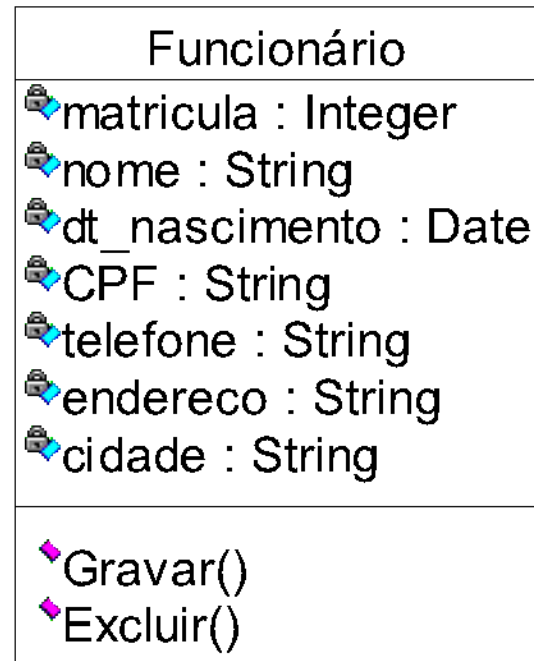 Funcionário
matricula : Integer
nome : String
dt_nascimento : Date
CPF : String
telefone : String
endereco : String
cidade : String
Gravar()
Excluir()